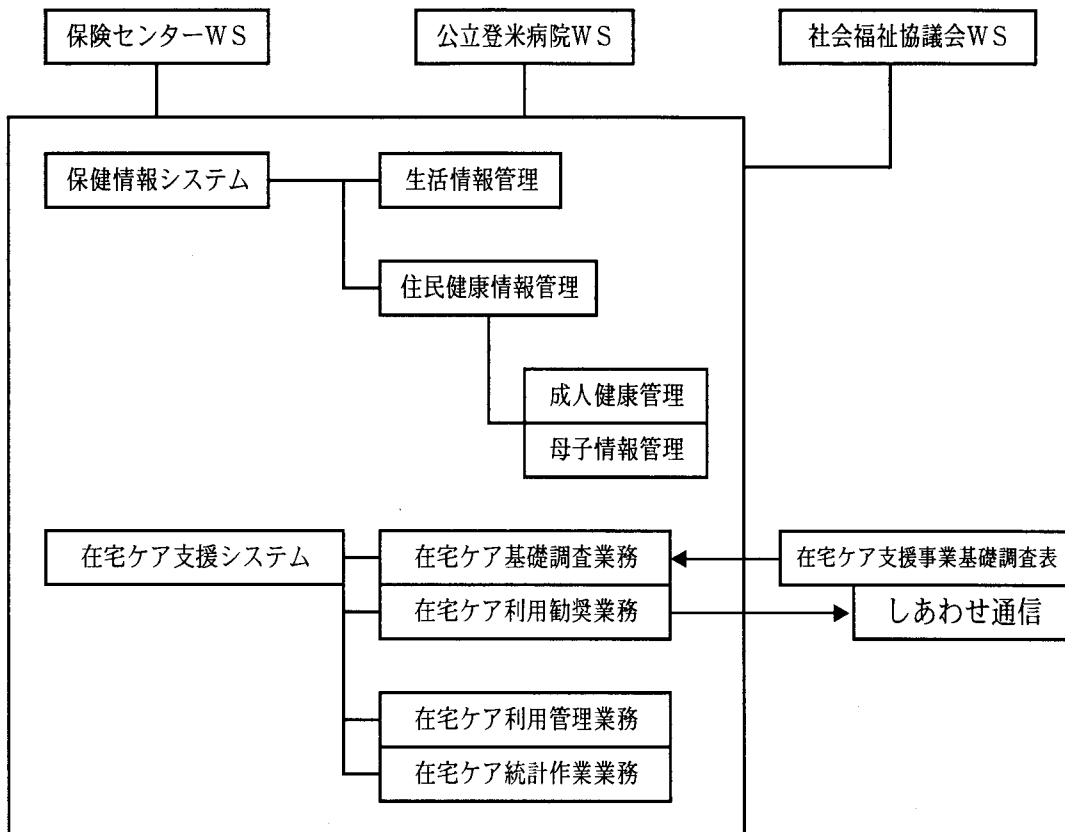 保険センターＷＳ
公立登米病院ＷＳ
社会福祉協議会ＷＳ
保健情報システム
生活情報管理
住民健康情報管理
成人健康管理
母子情報管理
在宅ケア支援システム
在宅ケア基礎調査業務
在宅ケア支援事業基礎調査表
在宅ケア利用勧奨業務
しあわせ通信
在宅ケア利用管理業務
在宅ケア統計作業業務